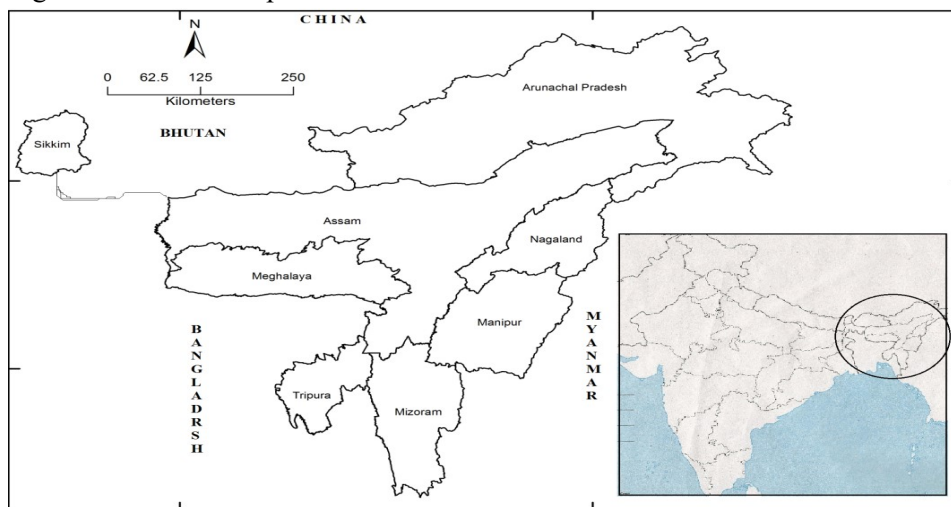 CHINA
N
0 62.5 125 250
Kilometers
Arunachal Pradesh
BHUTAN
Sikkim
Assam
Nagaland
Meghalaya
Manipur
BANGLADRSH
MYANMAR
Tripura
Mizoram